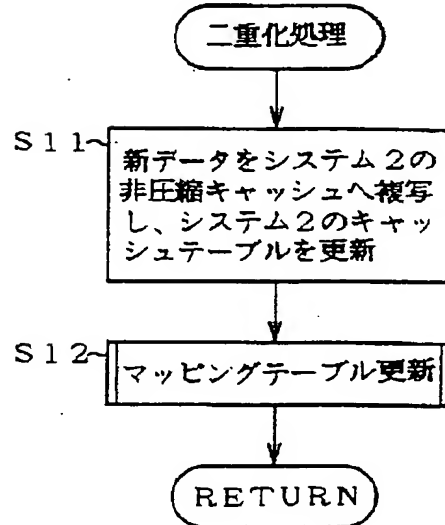 二重化処理
S11
新データをシステム2の
非圧縮キャッシュへ複写
し、システム2のキャッ
シュテーブルを更新
S12
マッピングテーブル更新
RETURN